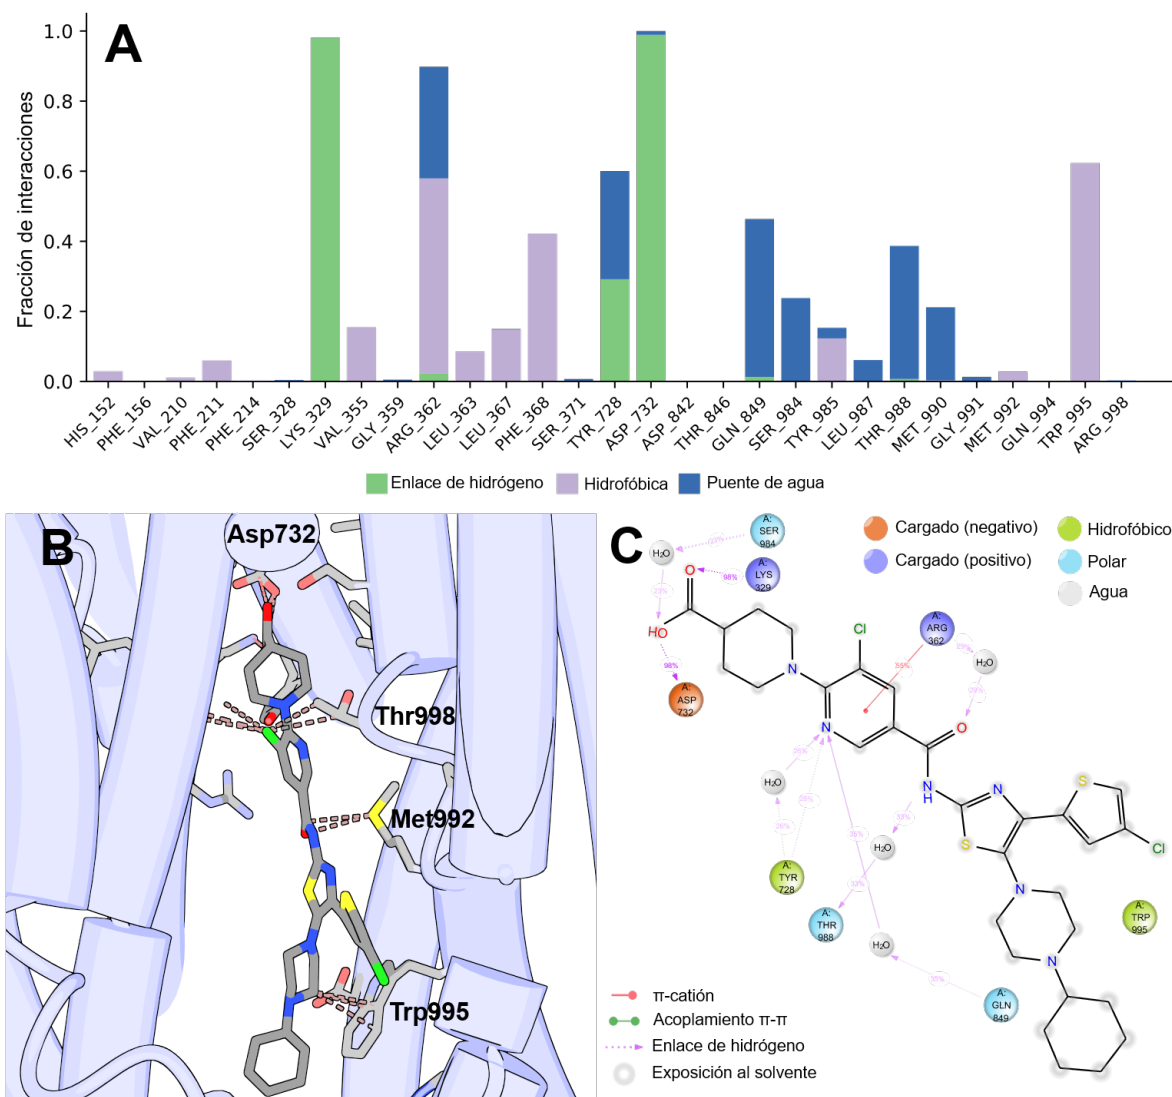 A
Fracción de interacciones
1.0
0.8
0.6
0.4
0.2
0.0
HIS_152
PHE_156
VAL_210
PHE_211
PHE_214
SER_328
LYS_329
VAL_355
GLY_359
ARG_362
LEU_363
LEU_367
PHE_368
SER_371
TYR_728
ASP_732
ASP_842
THR_846
GLN_849
SER_984
TYR_985
LEU_987
THR_988
MET_990
GLY_991
MET_992
GLN_994
TRP_995
ARG_998
Enlace de hidrógeno
Hidrofóbica
Puente de agua
B
Asp732
Thr998
Met992
Trp995
C
Cargado (negativo)
Cargado (positivo)
Hidrofóbico
Polar
Agua
A:
SER
984
H₂O
A:
LYS
329
98%
O
HO
98%
A:
ASP
732
N
Cl
A:
ARG
362
H₂O
O
N
H₂O
N
H
N
S
S
Cl
A:
TYR
728
H₂O
A:
THR
988
H₂O
N
N
A:
TRP
995
A:
GLN
849
π-catión
Acoplamiento π-π
Enlace de hidrógeno
Exposición al solvente